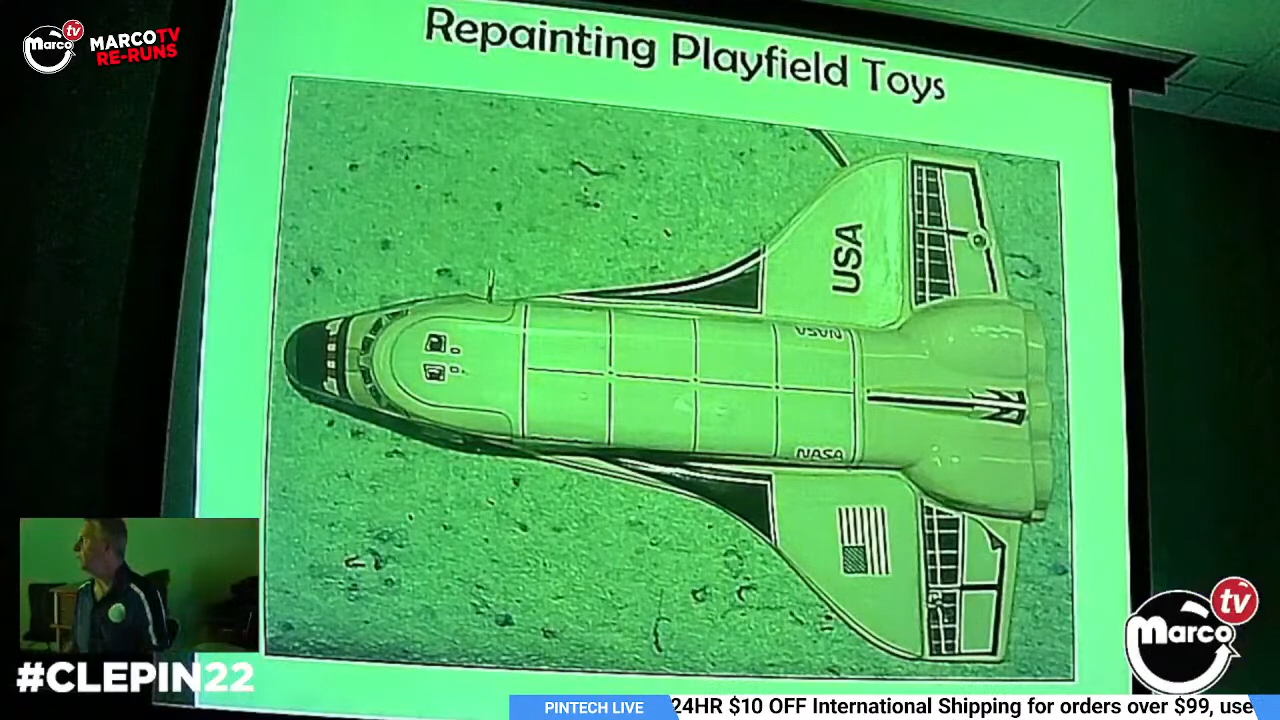 marco tv
MARCO TV
RE-RUNS
Repainting Playfield Toys
USA
NASA
NASA
#CLEPIN22
marco tv
PINTECH LIVE
24HR $10 OFF International Shipping for orders over $99, use